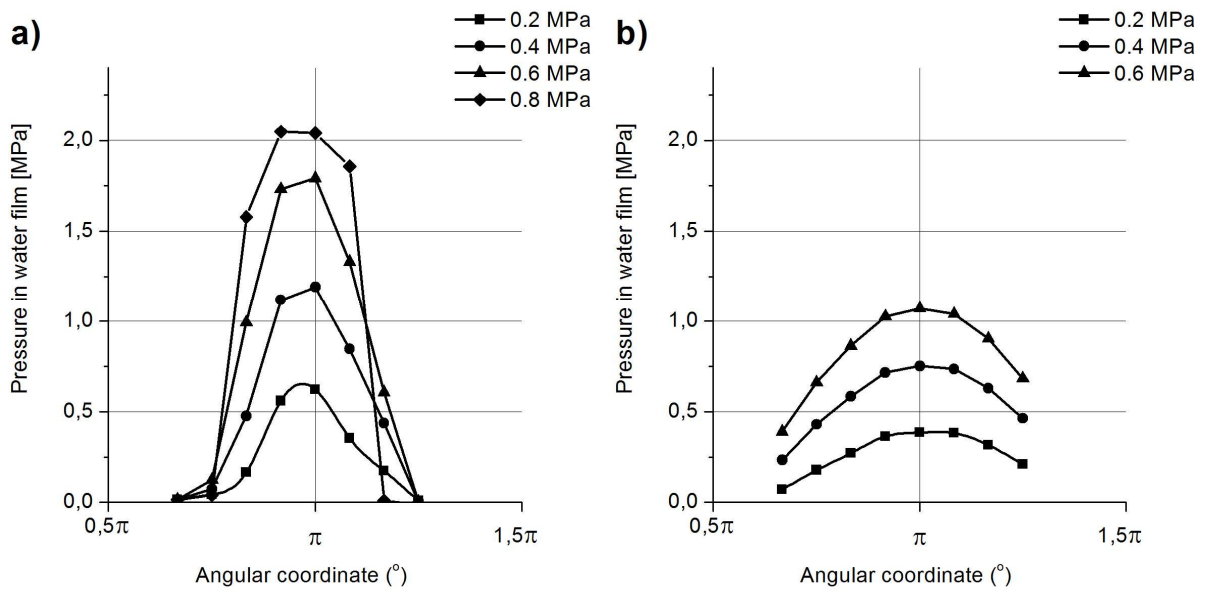 a)
0.2 MPa
0.4 MPa
0.6 MPa
0.8 MPa
Pressure in water film [MPa]
2,0
1,5
1,0
0,5
0,0
0,5π
π
1,5π
Angular coordinate (°)
b)
0.2 MPa
0.4 MPa
0.6 MPa
Pressure in water film [MPa]
2,0
1,5
1,0
0,5
0,0
0,5π
π
1,5π
Angular coordinate (°)